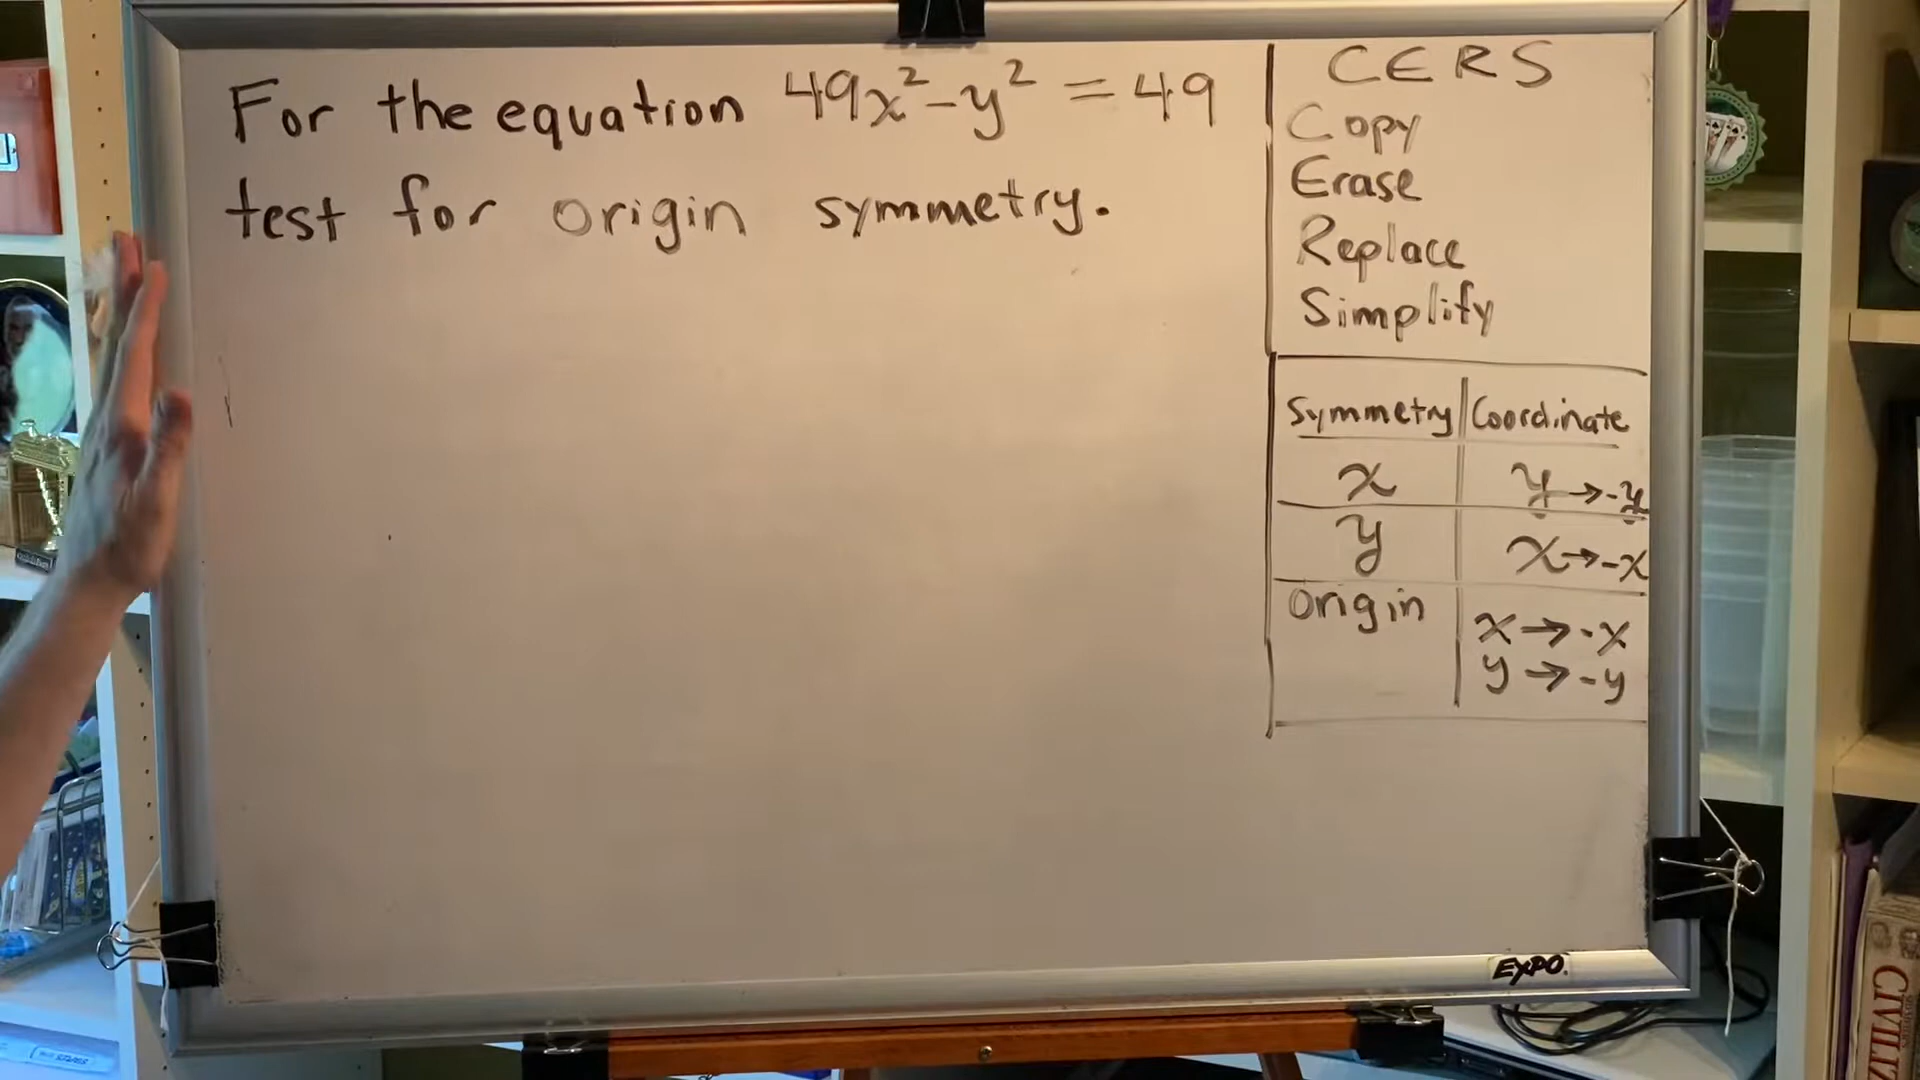 For the equation 49x²-y² = 49
test for origin symmetry.
CERS
Copy
Erase
Replace
Simplify
Symmetry Coordinate
x y→-y
y x→-x
origin x→-x
y→-y
EXPO.
CIVILIZ